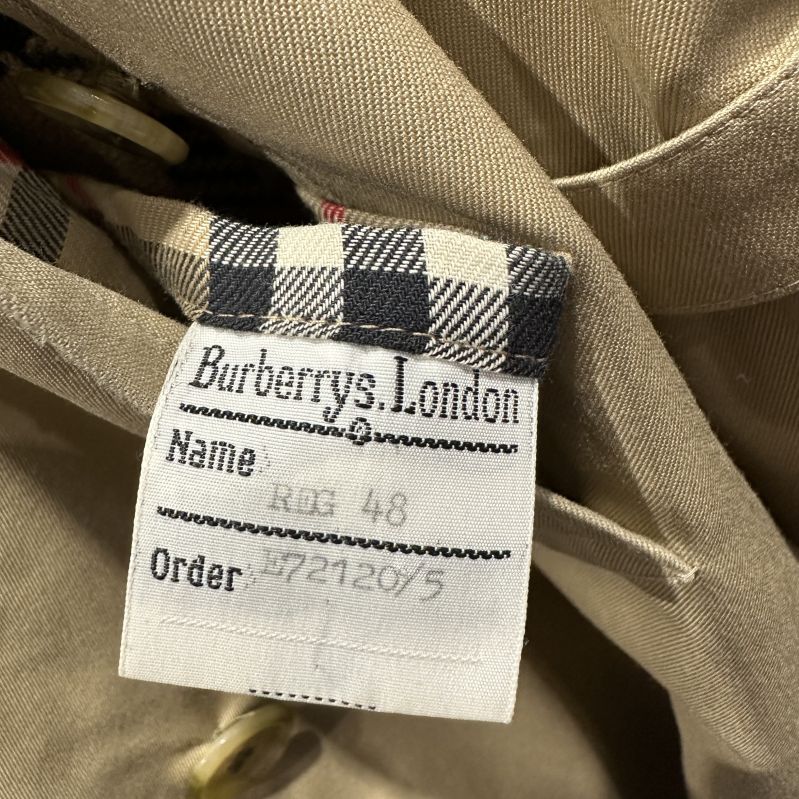 Burberrys.London
Name
REG 48
Order
E72120/5